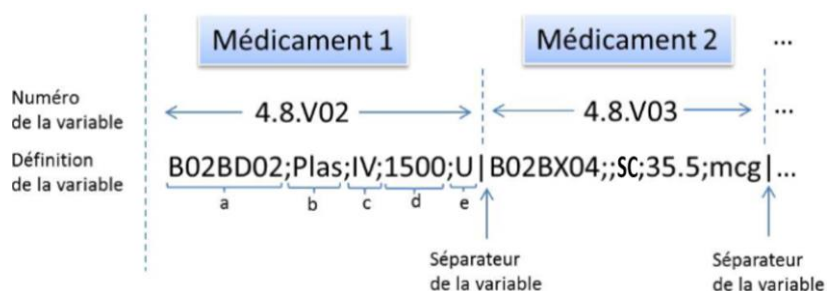 Médicament 1 Médicament 2 ...
Numéro
de la variable
4.8.V02 4.8.V03 ...
Définition
de la variable
B02BD02;Plas;IV;1500;U|B02BX04;;SC;35.5;mcg|...
a b c d e
Séparateur
de la variable
Séparateur
de la variable